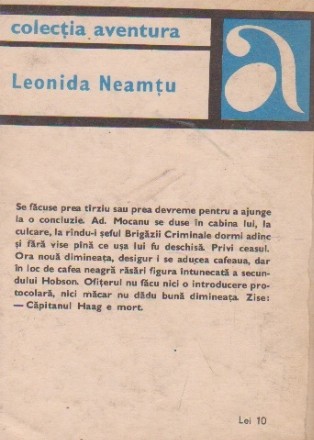 colecția aventura
a
Leonida Neamțu
Se făcuse prea tîrziu sau prea devreme pentru a ajunge
la o concluzie. Ad. Mocanu se duse în cabina lui, la
culcare, la rîndu-i șeful Brigăzii Criminale dormi adînc
și fără vise pînă ce ușa lui fu deschisă. Privi ceasul.
Ora nouă dimineața, desigur i se aducea cafeaua, dar
în loc de cafea neagră răsări figura întunecată a secun-
dului Hobson. Ofițerul nu făcu nici o introducere pro-
tocolară, nici măcar nu dădu bună dimineața. Zise:
— Căpitanul Haag e mort.
Lei 10